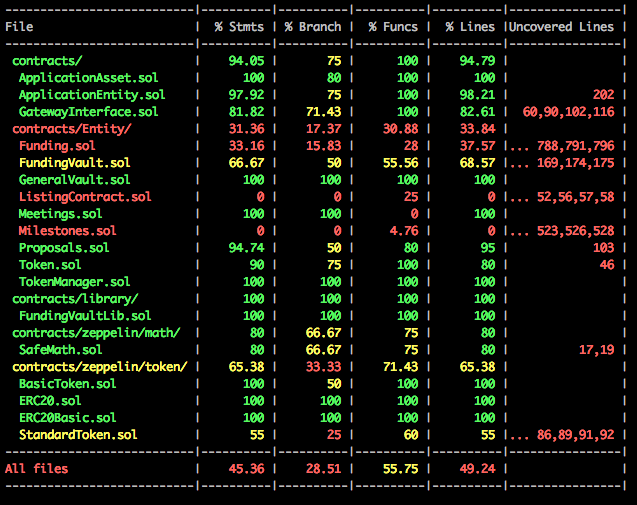 File | % Stmts | % Branch | % Funcs | % Lines |Uncovered Lines |
contracts/ | 94.05 | 75 | 100 | 94.79 | |
ApplicationAsset.sol | 100 | 80 | 100 | 100 | |
ApplicationEntity.sol | 97.92 | 75 | 100 | 98.21 | 202 |
GatewayInterface.sol | 81.82 | 71.43 | 100 | 82.61 | 60,90,102,116 |
contracts/Entity/ | 31.36 | 17.37 | 30.88 | 33.84 | |
Funding.sol | 33.16 | 15.83 | 28 | 37.57 |... 788,791,796 |
FundingVault.sol | 66.67 | 50 | 55.56 | 68.57 |... 169,174,175 |
GeneralVault.sol | 100 | 100 | 100 | 100 | |
ListingContract.sol | 0 | 0 | 25 | 0 |... 52,56,57,58 |
Meetings.sol | 100 | 100 | 0 | 100 | |
Milestones.sol | 0 | 0 | 4.76 | 0 |... 523,526,528 |
Proposals.sol | 94.74 | 50 | 80 | 95 | 103 |
Token.sol | 90 | 75 | 100 | 80 | 46 |
TokenManager.sol | 100 | 100 | 100 | 100 | |
contracts/library/ | 100 | 100 | 100 | 100 | |
FundingVaultLib.sol | 100 | 100 | 100 | 100 | |
contracts/zeppelin/math/ | 80 | 66.67 | 75 | 80 | |
SafeMath.sol | 80 | 66.67 | 75 | 80 | 17,19 |
contracts/zeppelin/token/ | 65.38 | 33.33 | 71.43 | 65.38 | |
BasicToken.sol | 100 | 50 | 100 | 100 | |
ERC20.sol | 100 | 100 | 100 | 100 | |
ERC20Basic.sol | 100 | 100 | 100 | 100 | |
StandardToken.sol | 55 | 25 | 60 | 55 |... 86,89,91,92 |
All files | 45.36 | 28.51 | 55.75 | 49.24 | |